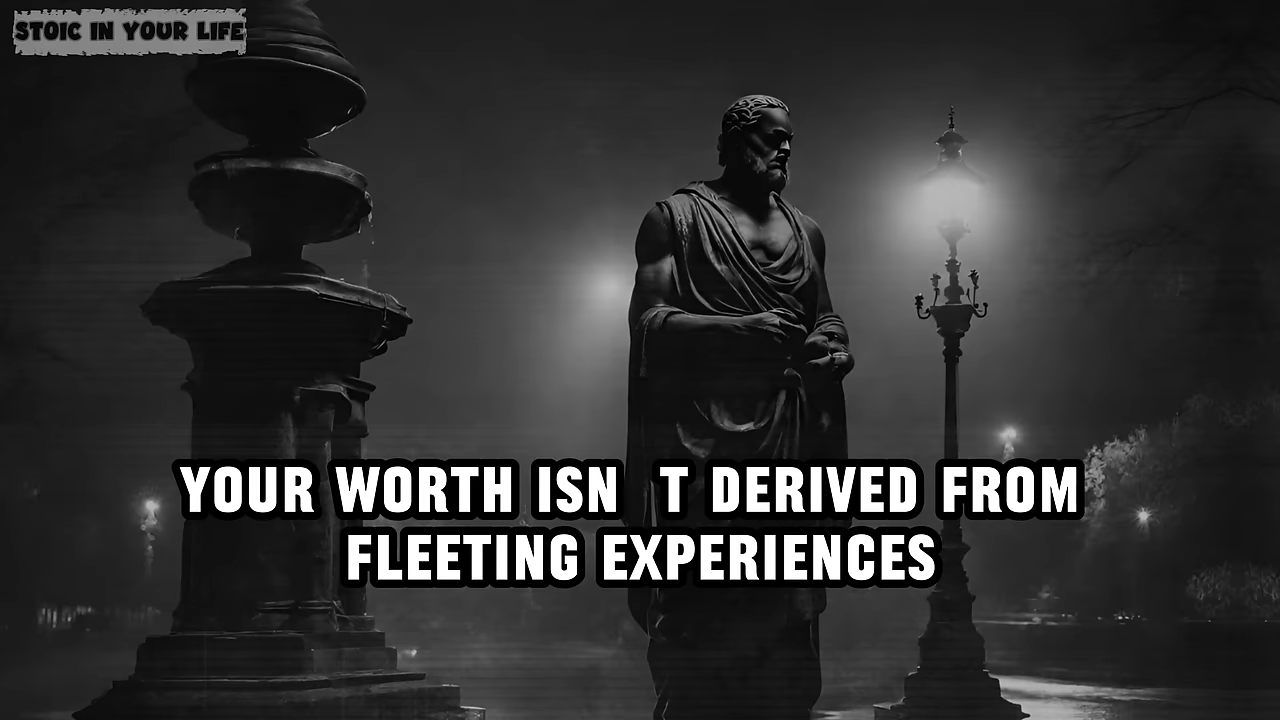 STOIC IN YOUR LIFE
YOUR WORTH ISN T DERIVED FROM
FLEETING EXPERIENCES